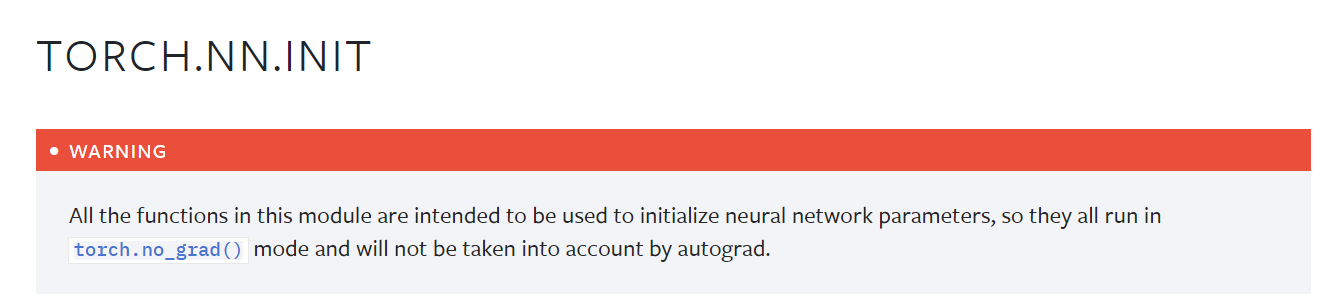 TORCH.NN.INIT
WARNING
All the functions in this module are intended to be used to initialize neural network parameters, so they all run in
torch.no_grad() mode and will not be taken into account by autograd.